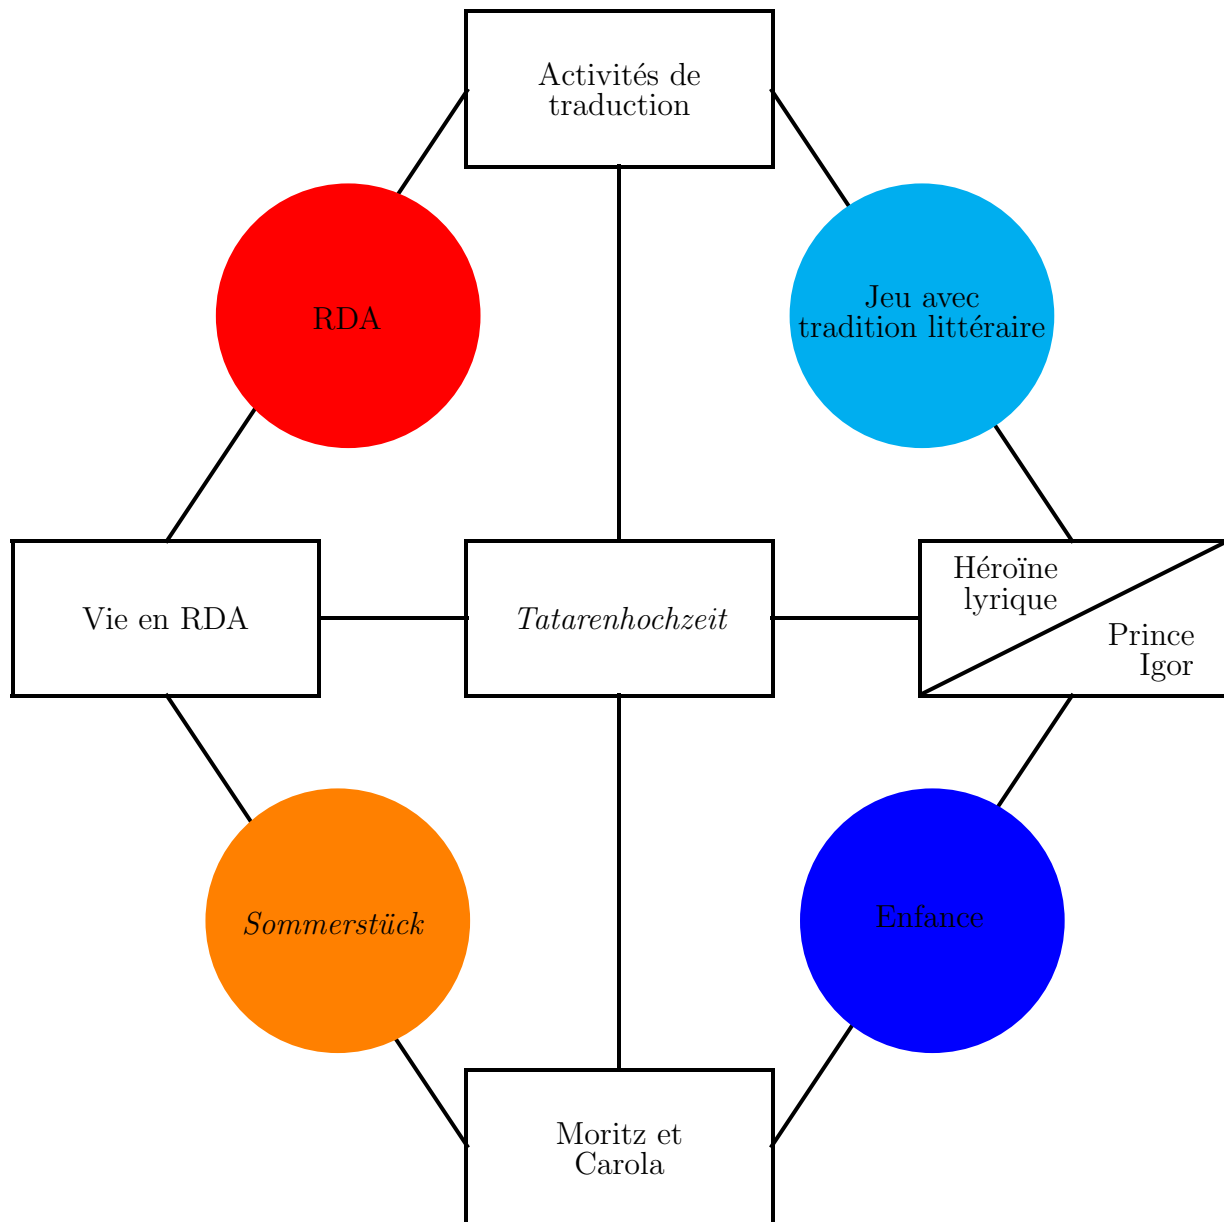 Activités de
traduction
RDA
Jeu avec
tradition littéraire
Vie en RDA
Tatarenhochzeit
Héroïne
lyrique
Prince
Igor
Sommerstück
Enfance
Moritz et
Carola